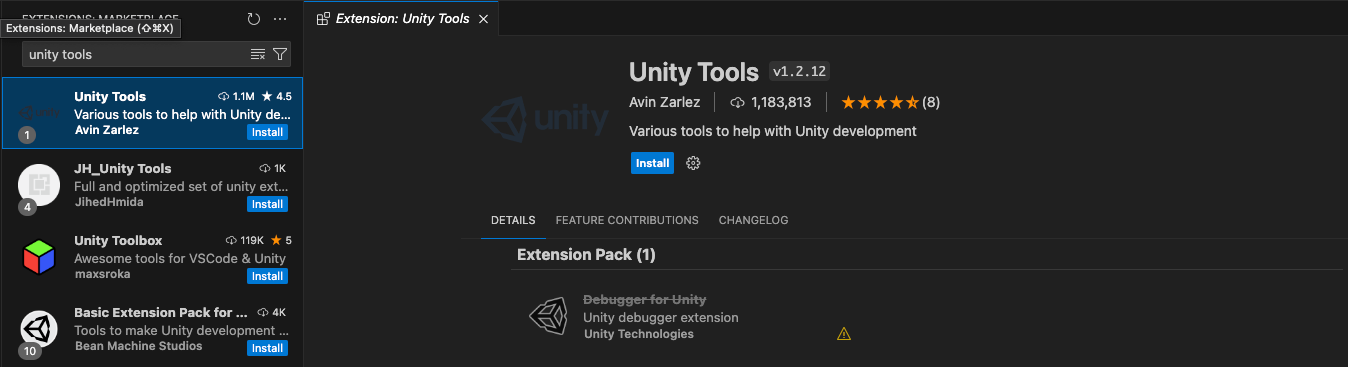 EXTENSIONS: MARKETPLACE
Extensions: Marketplace (⇧⌘X)
unity tools
Unity Tools 1.1M ★ 4.5
Various tools to help with Unity de...
Avin Zarlez Install
1
JH_Unity Tools 1K
Full and optimized set of unity ext...
JihedHmida Install
4
Unity Toolbox 119K ★ 5
Awesome tools for VSCode & Unity
maxsroka Install
Basic Extension Pack for ... 4K
Tools to make Unity development ...
Bean Machine Studios Install
10
Extension: Unity Tools
unity
Unity Tools v1.2.12
Avin Zarlez 1,183,813 (8)
Various tools to help with Unity development
Install
DETAILS FEATURE CONTRIBUTIONS CHANGELOG
Extension Pack (1)
Debugger for Unity
Unity debugger extension
Unity Technologies